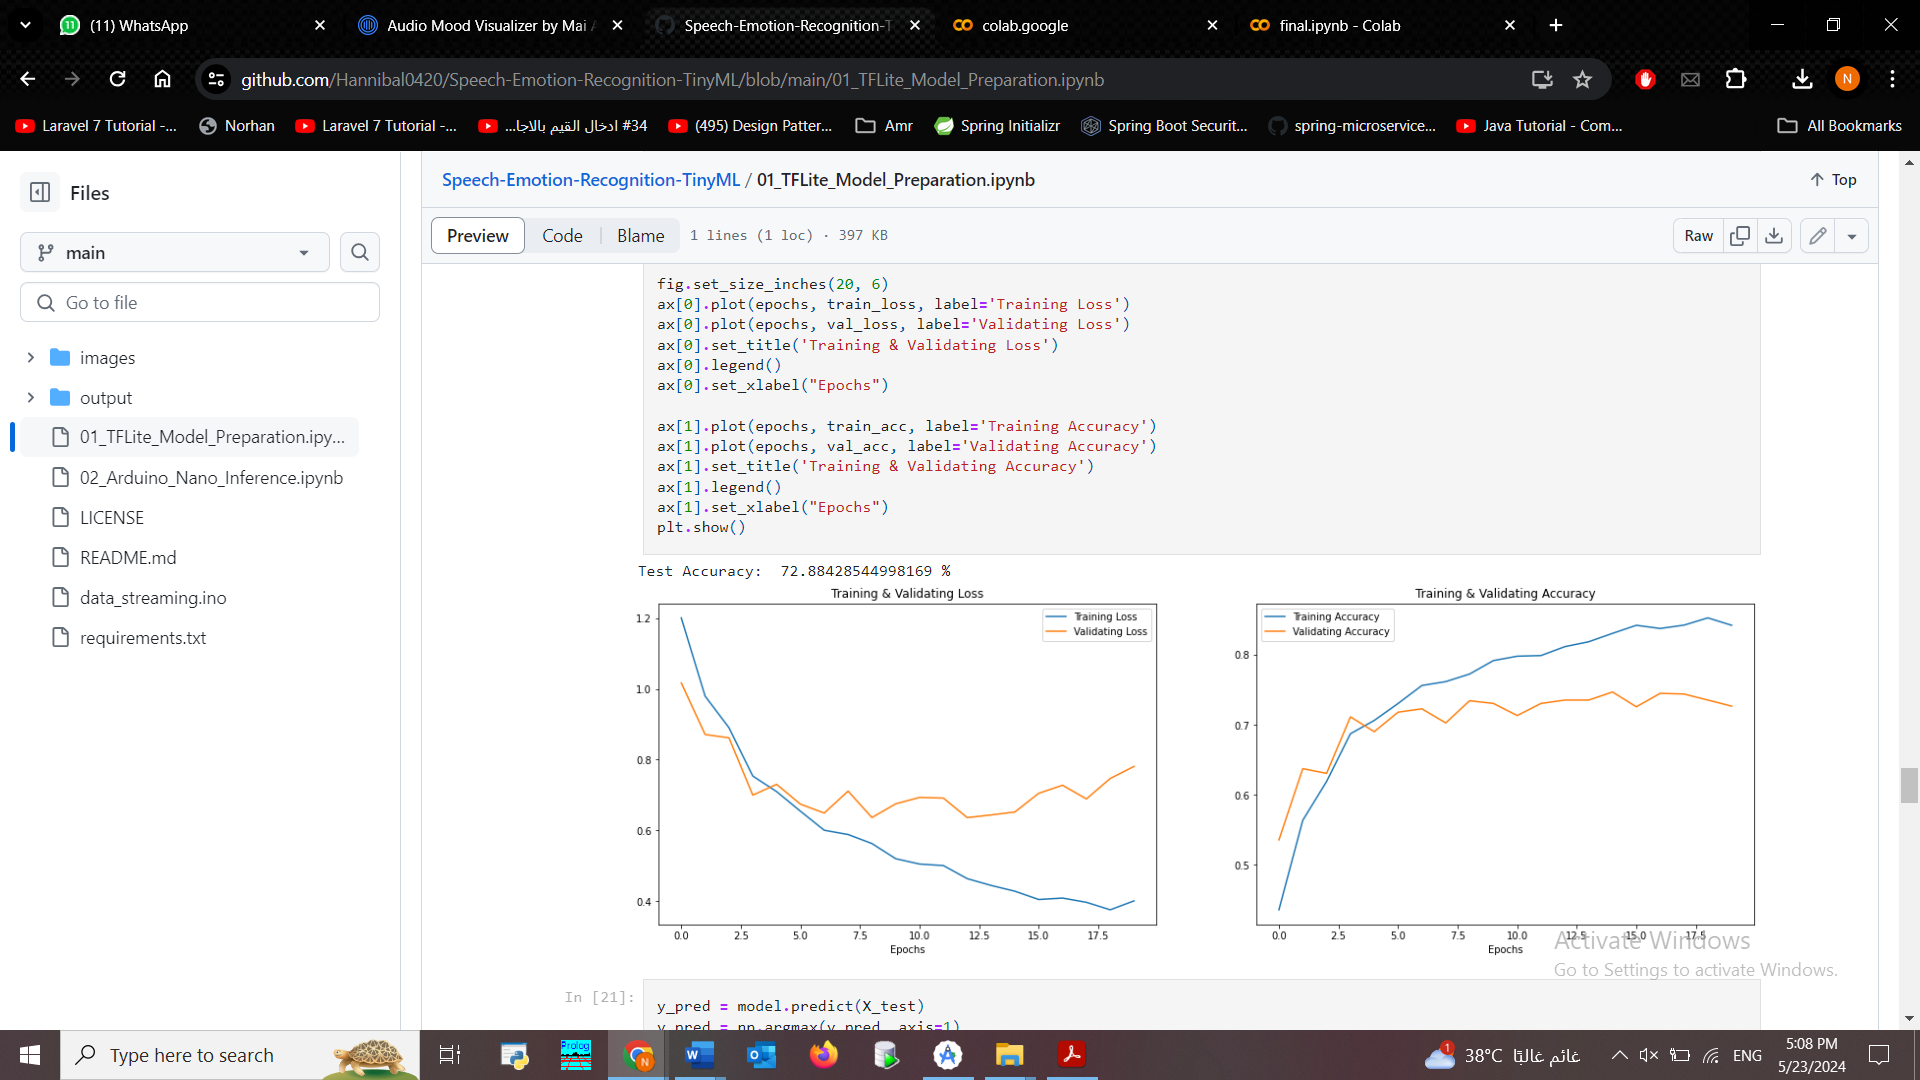 (11) WhatsApp
Audio Mood Visualizer by Mai
Speech-Emotion-Recognition-T
colab.google
final.ipynb - Colab
github.com/Hannibal0420/Speech-Emotion-Recognition-TinyML/blob/main/01_TFLite_Model_Preparation.ipynb
N
Laravel 7 Tutorial -...
Norhan
Laravel 7 Tutorial -...
#34 ادخال القيم بالاجا...
(495) Design Patter...
Amr
Spring Initializr
Spring Boot Securit...
spring-microservice...
Java Tutorial - Com...
All Bookmarks
Files
Speech-Emotion-Recognition-TinyML / 01_TFLite_Model_Preparation.ipynb
Top
main
Preview
Code
Blame
1 lines (1 loc) · 397 KB
Raw
Go to file
images
output
01_TFLite_Model_Preparation.ipy...
02_Arduino_Nano_Inference.ipynb
LICENSE
README.md
data_streaming.ino
requirements.txt
fig.set_size_inches(20, 6)
ax[0].plot(epochs, train_loss, label='Training Loss')
ax[0].plot(epochs, val_loss, label='Validating Loss')
ax[0].set_title('Training & Validating Loss')
ax[0].legend()
ax[0].set_xlabel("Epochs")
ax[1].plot(epochs, train_acc, label='Training Accuracy')
ax[1].plot(epochs, val_acc, label='Validating Accuracy')
ax[1].set_title('Training & Validating Accuracy')
ax[1].legend()
ax[1].set_xlabel("Epochs")
plt.show()
Test Accuracy:  72.88428544998169 %
Training & Validating Loss
Training Loss
Validating Loss
1.2
1.0
0.8
0.6
0.4
0.0 2.5 5.0 7.5 10.0 12.5 15.0 17.5
Epochs
Training & Validating Accuracy
Training Accuracy
Validating Accuracy
0.8
0.7
0.6
0.5
0.0 2.5 5.0 7.5 10.0 12.5 15.0 17.5
Epochs
Activate Windows
Go to Settings to activate Windows.
In [21]:
y_pred = model.predict(X_test)
y_pred = np.argmax(y_pred, axis=1)
Type here to search
Prolog
N
1
38°C غائم غالبًا
ENG
5:08 PM
5/23/2024